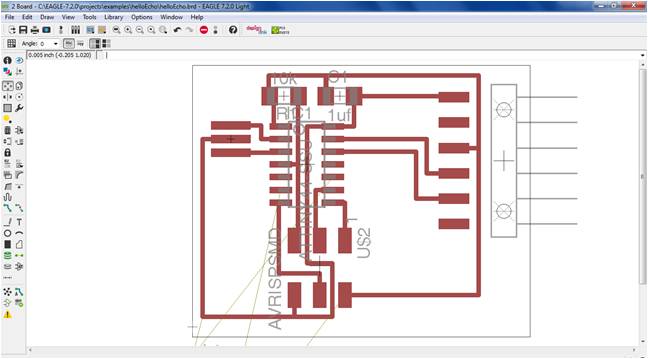 2 Board - C:\EAGLE-7.2.0\projects\examples\helloEcho\helloEcho.brd - EAGLE 7.2.0 Light
File Edit Draw View Tools Library Options Window Help
Angle: 0
0.005 inch (-0.205 1.020)
10k
C1
R1
IC1
1uf
US2
AVRISPSMD